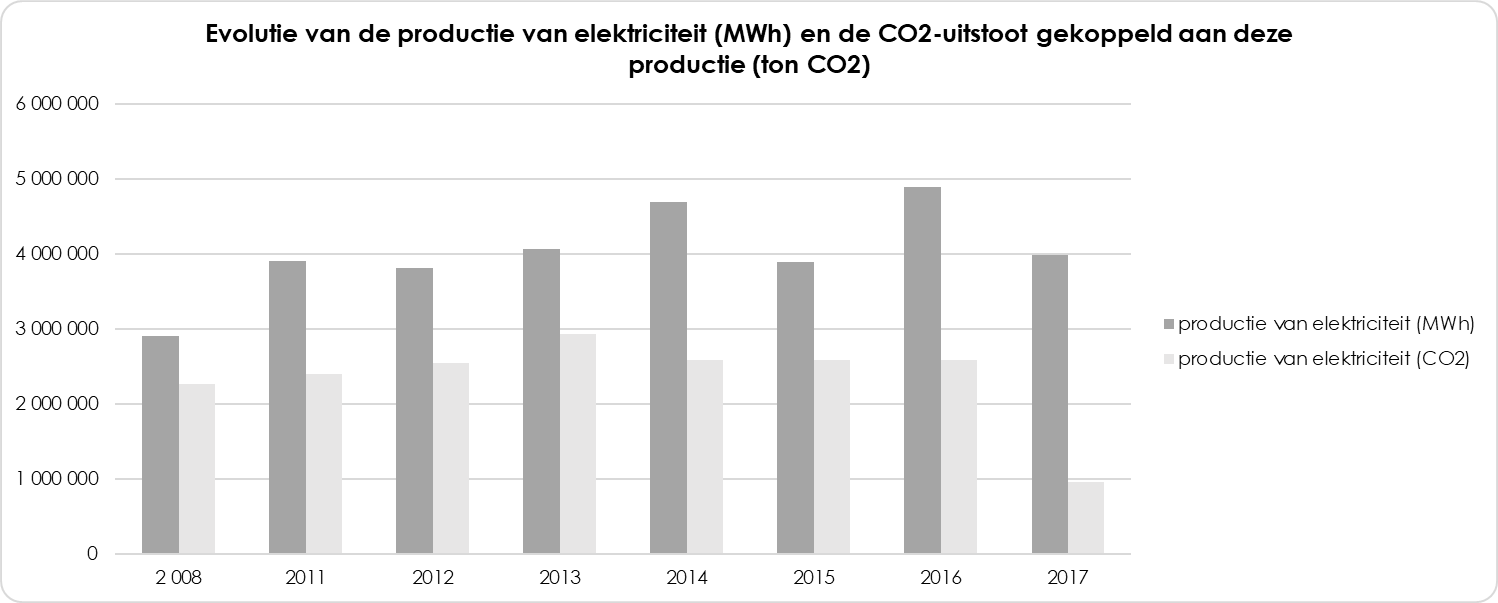 Evolutie van de productie van elektriciteit (MWh) en de CO2-uitstoot gekoppeld aan deze
productie (ton CO2)
6 000 000
5 000 000
4 000 000
3 000 000
2 000 000
1 000 000
0
2 008 2011 2012 2013 2014 2015 2016 2017
productie van elektriciteit (MWh)
productie van elektriciteit (CO2)